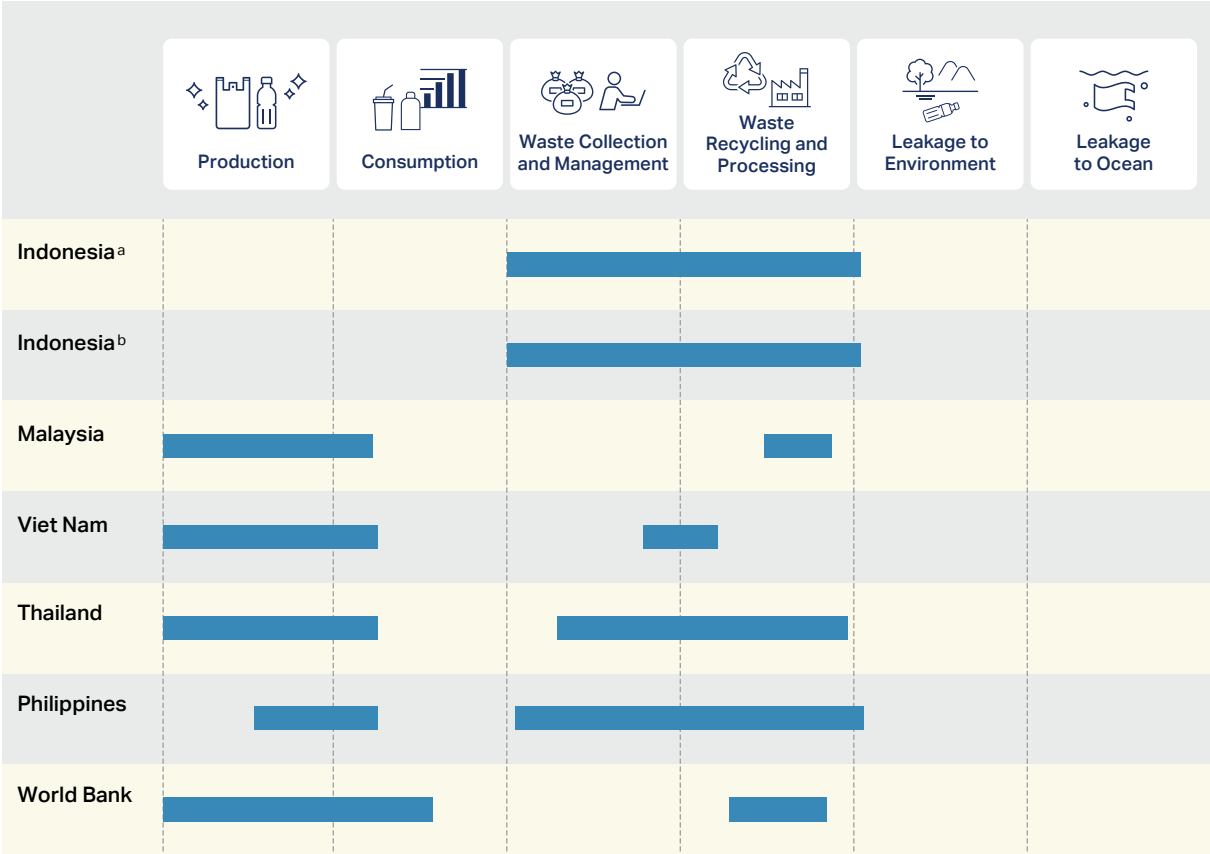 Production
Consumption
Waste Collection
and Management
Waste
Recycling and
Processing
Leakage to
Environment
Leakage
to Ocean
Indonesia a
Indonesia b
Malaysia
Viet Nam
Thailand
Philippines
World Bank